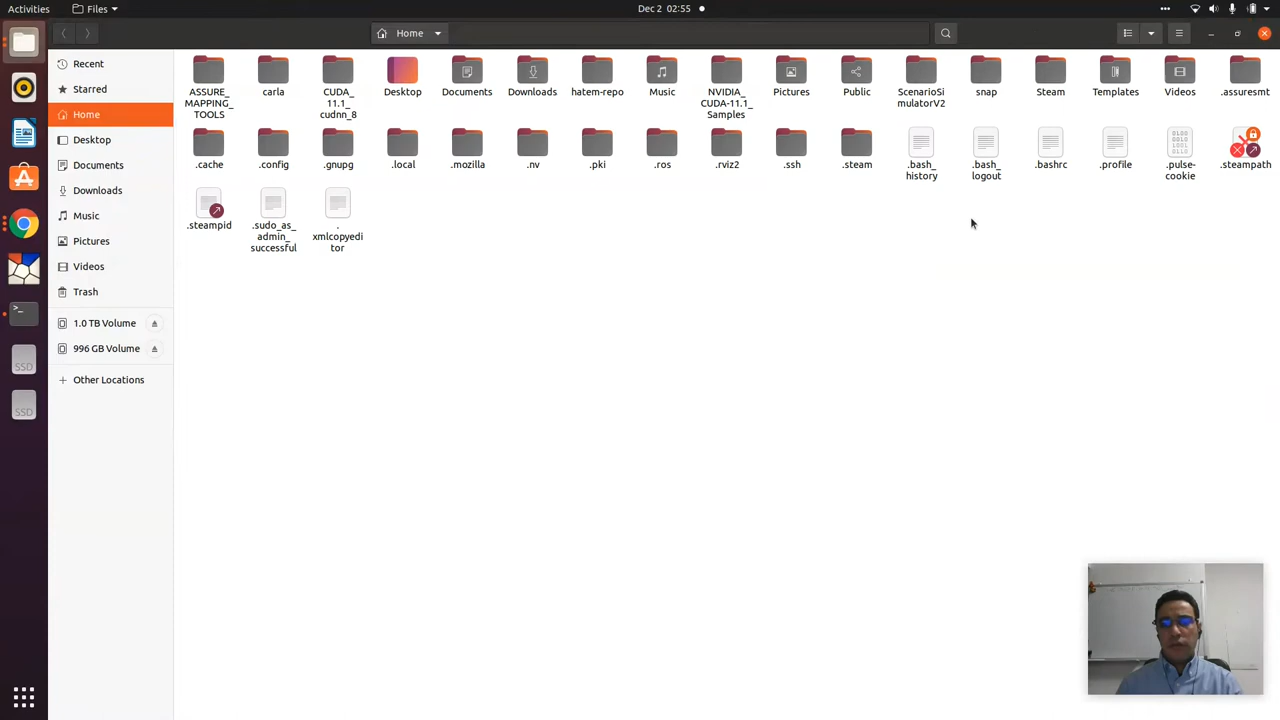 Activities
Files
Dec 2 02:55
Home
Recent
Starred
Home
Desktop
Documents
Downloads
Music
Pictures
Videos
Trash
1.0 TB Volume
996 GB Volume
Other Locations
ASSURE_
MAPPING_
TOOLS
carla
CUDA_
11.1_
cudnn_8
Desktop
Documents
Downloads
hatem-repo
Music
NVIDIA_
CUDA-11.1_
Samples
Pictures
Public
ScenarioSi
mulatorV2
snap
Steam
Templates
Videos
.assuresmt
.cache
.config
.gnupg
.local
.mozilla
.nv
.pki
.ros
.rviz2
.ssh
.steam
.bash_
history
.bash_
logout
.bashrc
.profile
.pulse-
cookie
.steampath
.steampid
.sudo_as_
admin_
successful
.
xmlcopyedi
tor
SSD
SSD